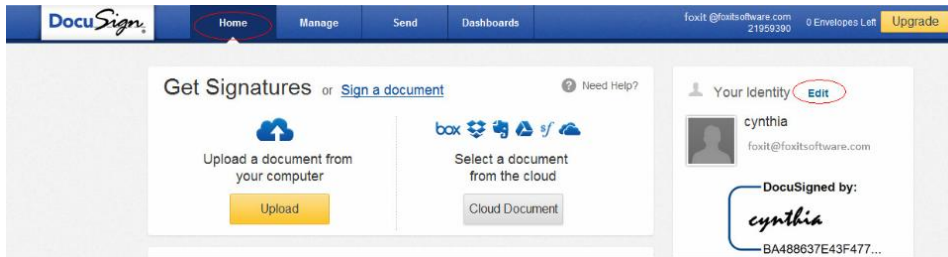 DocuSign
Home Manage Send Dashboards
foxit @foxitsoftware.com
21959390
0 Envelopes Left
Upgrade
Get Signatures or Sign a document
Need Help?
Upload a document from
your computer
Upload
box
sf
Select a document
from the cloud
Cloud Document
Your Identity Edit
cynthia
foxit@foxitsoftware.com
DocuSigned by:
cynthia
BA488637E43F477...